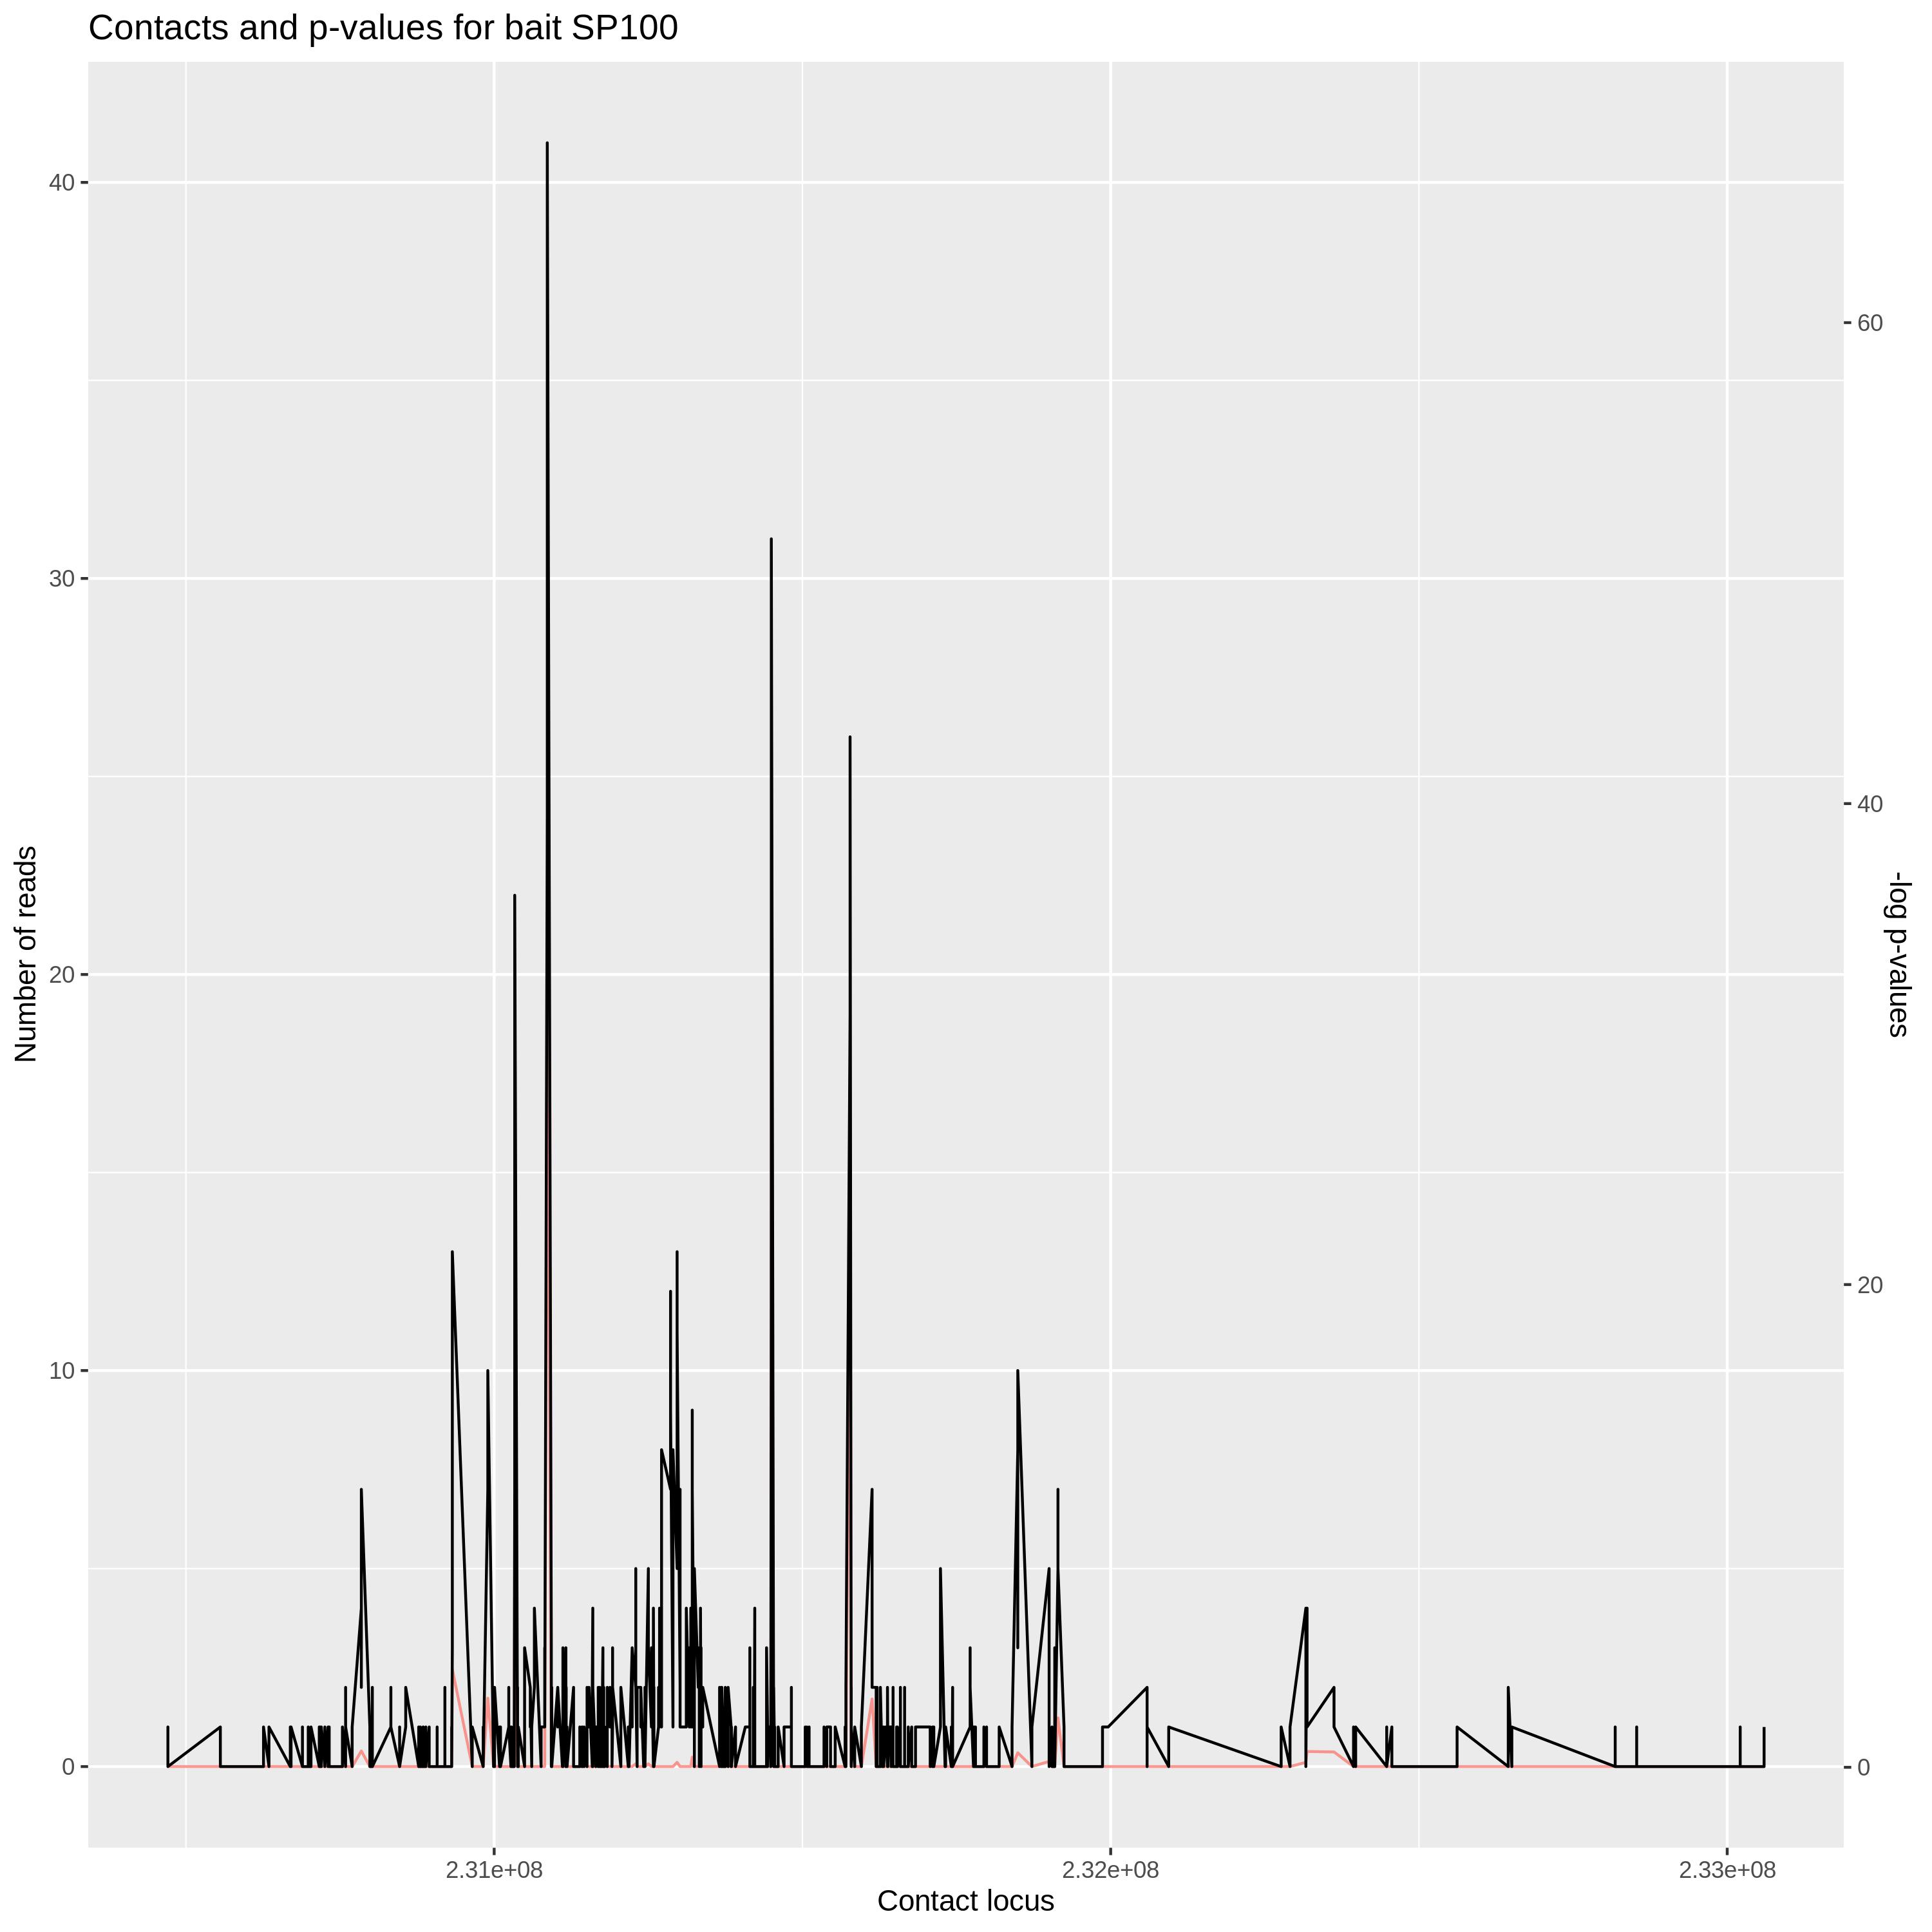 Contacts and p-values for bait SP100
40
30
20
10
0
Number of reads
60
40
20
0
-log p-values
2.31e+08
2.32e+08
2.33e+08
Contact locus